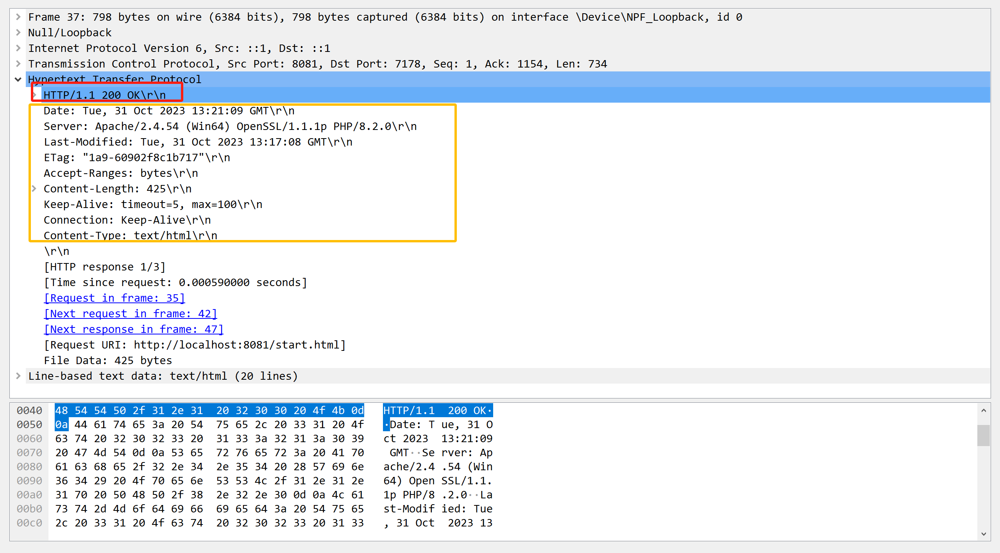 Frame 37: 798 bytes on wire (6384 bits), 798 bytes captured (6384 bits) on interface \Device\NPF_Loopback, id 0
Null/Loopback
Internet Protocol Version 6, Src: ::1, Dst: ::1
Transmission Control Protocol, Src Port: 8081, Dst Port: 7178, Seq: 1, Ack: 1154, Len: 734
Hypertext Transfer Protocol
HTTP/1.1 200 OK\r\n
Date: Tue, 31 Oct 2023 13:21:09 GMT\r\n
Server: Apache/2.4.54 (Win64) OpenSSL/1.1.1p PHP/8.2.0\r\n
Last-Modified: Tue, 31 Oct 2023 13:17:08 GMT\r\n
ETag: "1a9-60902f8c1b717"\r\n
Accept-Ranges: bytes\r\n
Content-Length: 425\r\n
Keep-Alive: timeout=5, max=100\r\n
Connection: Keep-Alive\r\n
Content-Type: text/html\r\n
\r\n
[HTTP response 1/3]
[Time since request: 0.000590000 seconds]
[Request in frame: 35]
[Next request in frame: 42]
[Next response in frame: 47]
[Request URI: http://localhost:8081/start.html]
File Data: 425 bytes
Line-based text data: text/html (20 lines)
0040 48 54 54 50 2f 31 2e 31 20 32 30 30 20 4f 4b 0d HTTP/1.1 200 OK·
0050 0a 44 61 74 65 3a 20 54 75 65 2c 20 33 31 20 4f ·Date: T ue, 31 O
0060 63 74 20 32 30 32 33 20 31 33 3a 32 31 3a 30 39 ct 2023 13:21:09
0070 20 47 4d 54 0d 0a 53 65 72 76 65 72 3a 20 41 70 GMT··Se rver: Ap
0080 61 63 68 65 2f 32 2e 34 2e 35 34 20 28 57 69 6e ache/2.4 .54 (Win
0090 36 34 29 20 4f 70 65 6e 53 53 4c 2f 31 2e 31 2e 64) Open SSL/1.1.
00a0 31 70 20 50 48 50 2f 38 2e 32 2e 30 0d 0a 4c 61 1p PHP/8 .2.0··La
00b0 73 74 2d 4d 6f 64 69 66 69 65 64 3a 20 54 75 65 st-Modif ied: Tue
00c0 2c 20 33 31 20 4f 63 74 20 32 30 32 33 20 31 33 , 31 Oct 2023 13